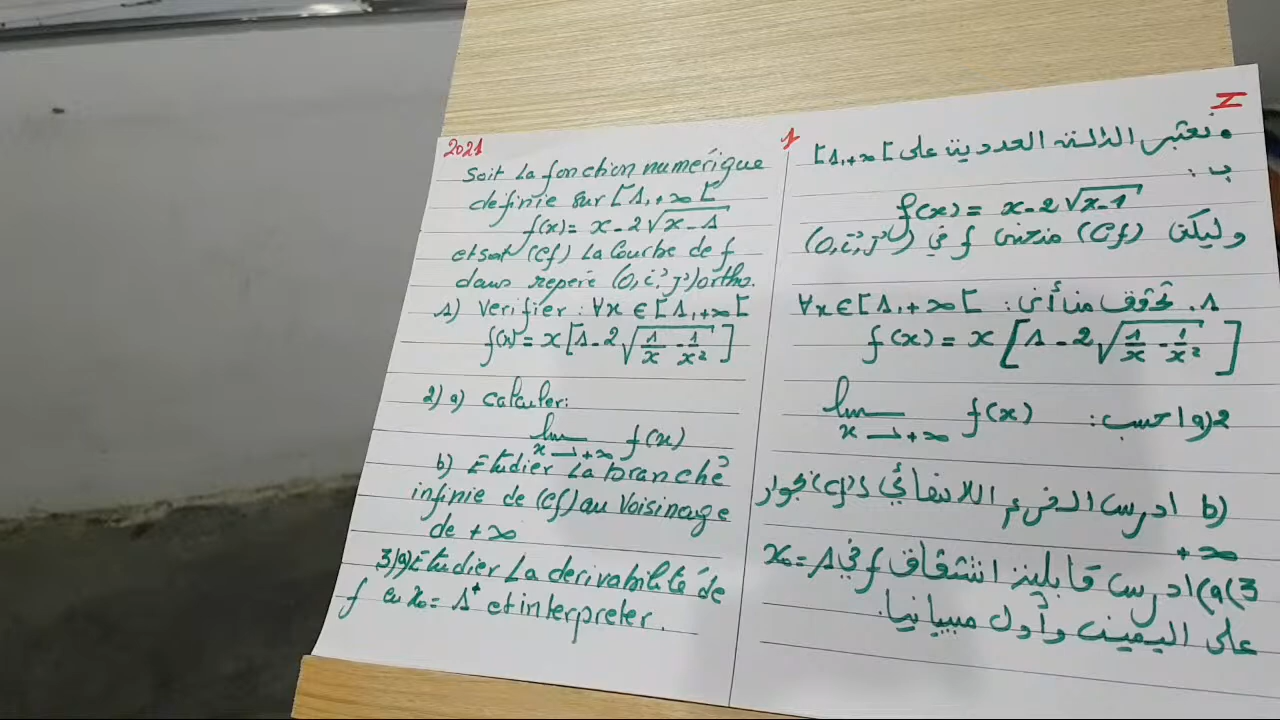 2021
Soit La fonction numérique
definie sur [1,+∞[
f(x)= x-2√(x-1)
et soit (Cf) La Courbe de f
dans repère (O,i,j) ortho.
1) Verifier : ∀x ∈ [1,+∞[
f(x)= x[1-2√(1/x - 1/x²)]
2) a) Calculer:
lim x→+∞ f(x)
b) Etudier La branche
infinie de (Cf) au Voisinage
de +∞
3)a) Etudier La derivabilité de
f en x₀= 1⁺ et interpreter.
1
I
• نعتبر الدالة العددية على [1,+∞[
ب:
f(x)= x-2√(x-1)
وليكن (Cf) منحنى f في (O,i,j)
1. تحقق من أن: ∀x∈[1,+∞[
f(x)= x[1-2√(1/x - 1/x²)]
2)a) احسب: lim x→+∞ f(x)
b) ادرس الفرع اللانهائي ل(Cf) بجوار
+∞
3)a) ادرس قابلية اشتقاق f في x₀=1
على اليمين وأول مبيانيا.